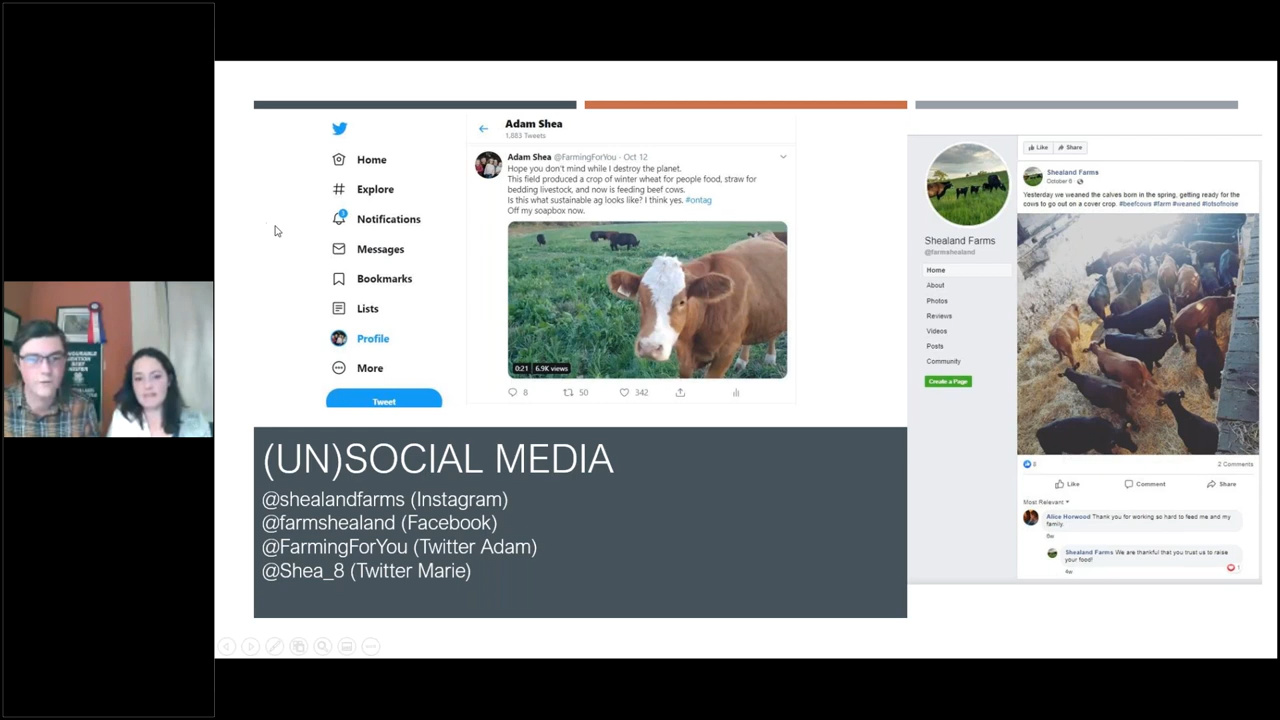 Home
Explore
1
Notifications
Messages
Bookmarks
Lists
Profile
More
Tweet
Adam Shea
1,883 Tweets
Adam Shea @FarmingForYou · Oct 12
Hope you don't mind while I destroy the planet.
This field produced a crop of winter wheat for people food, straw for
bedding livestock, and now is feeding beef cows.
Is this what sustainable ag looks like? I think yes. #ontag
Off my soapbox now.
0:21 6.9K views
8 50 342
Like Share
Shealand Farms
@farmshealand
Home
About
Photos
Reviews
Videos
Posts
Community
Create a Page
Shealand Farms
October 6
Yesterday we weaned the calves born in the spring, getting ready for the
cows to go out on a cover crop. #beefcows #farm #weaned #lotsofnoise
8 2 Comments
Like Comment Share
Most Relevant
Alice Horwood Thank you for working so hard to feed me and my
family.
6w
Shealand Farms We are thankful that you trust us to raise
your food!
1
(UN)SOCIAL MEDIA
@shealandfarms (Instagram)
@farmshealand (Facebook)
@FarmingForYou (Twitter Adam)
@Shea_8 (Twitter Marie)